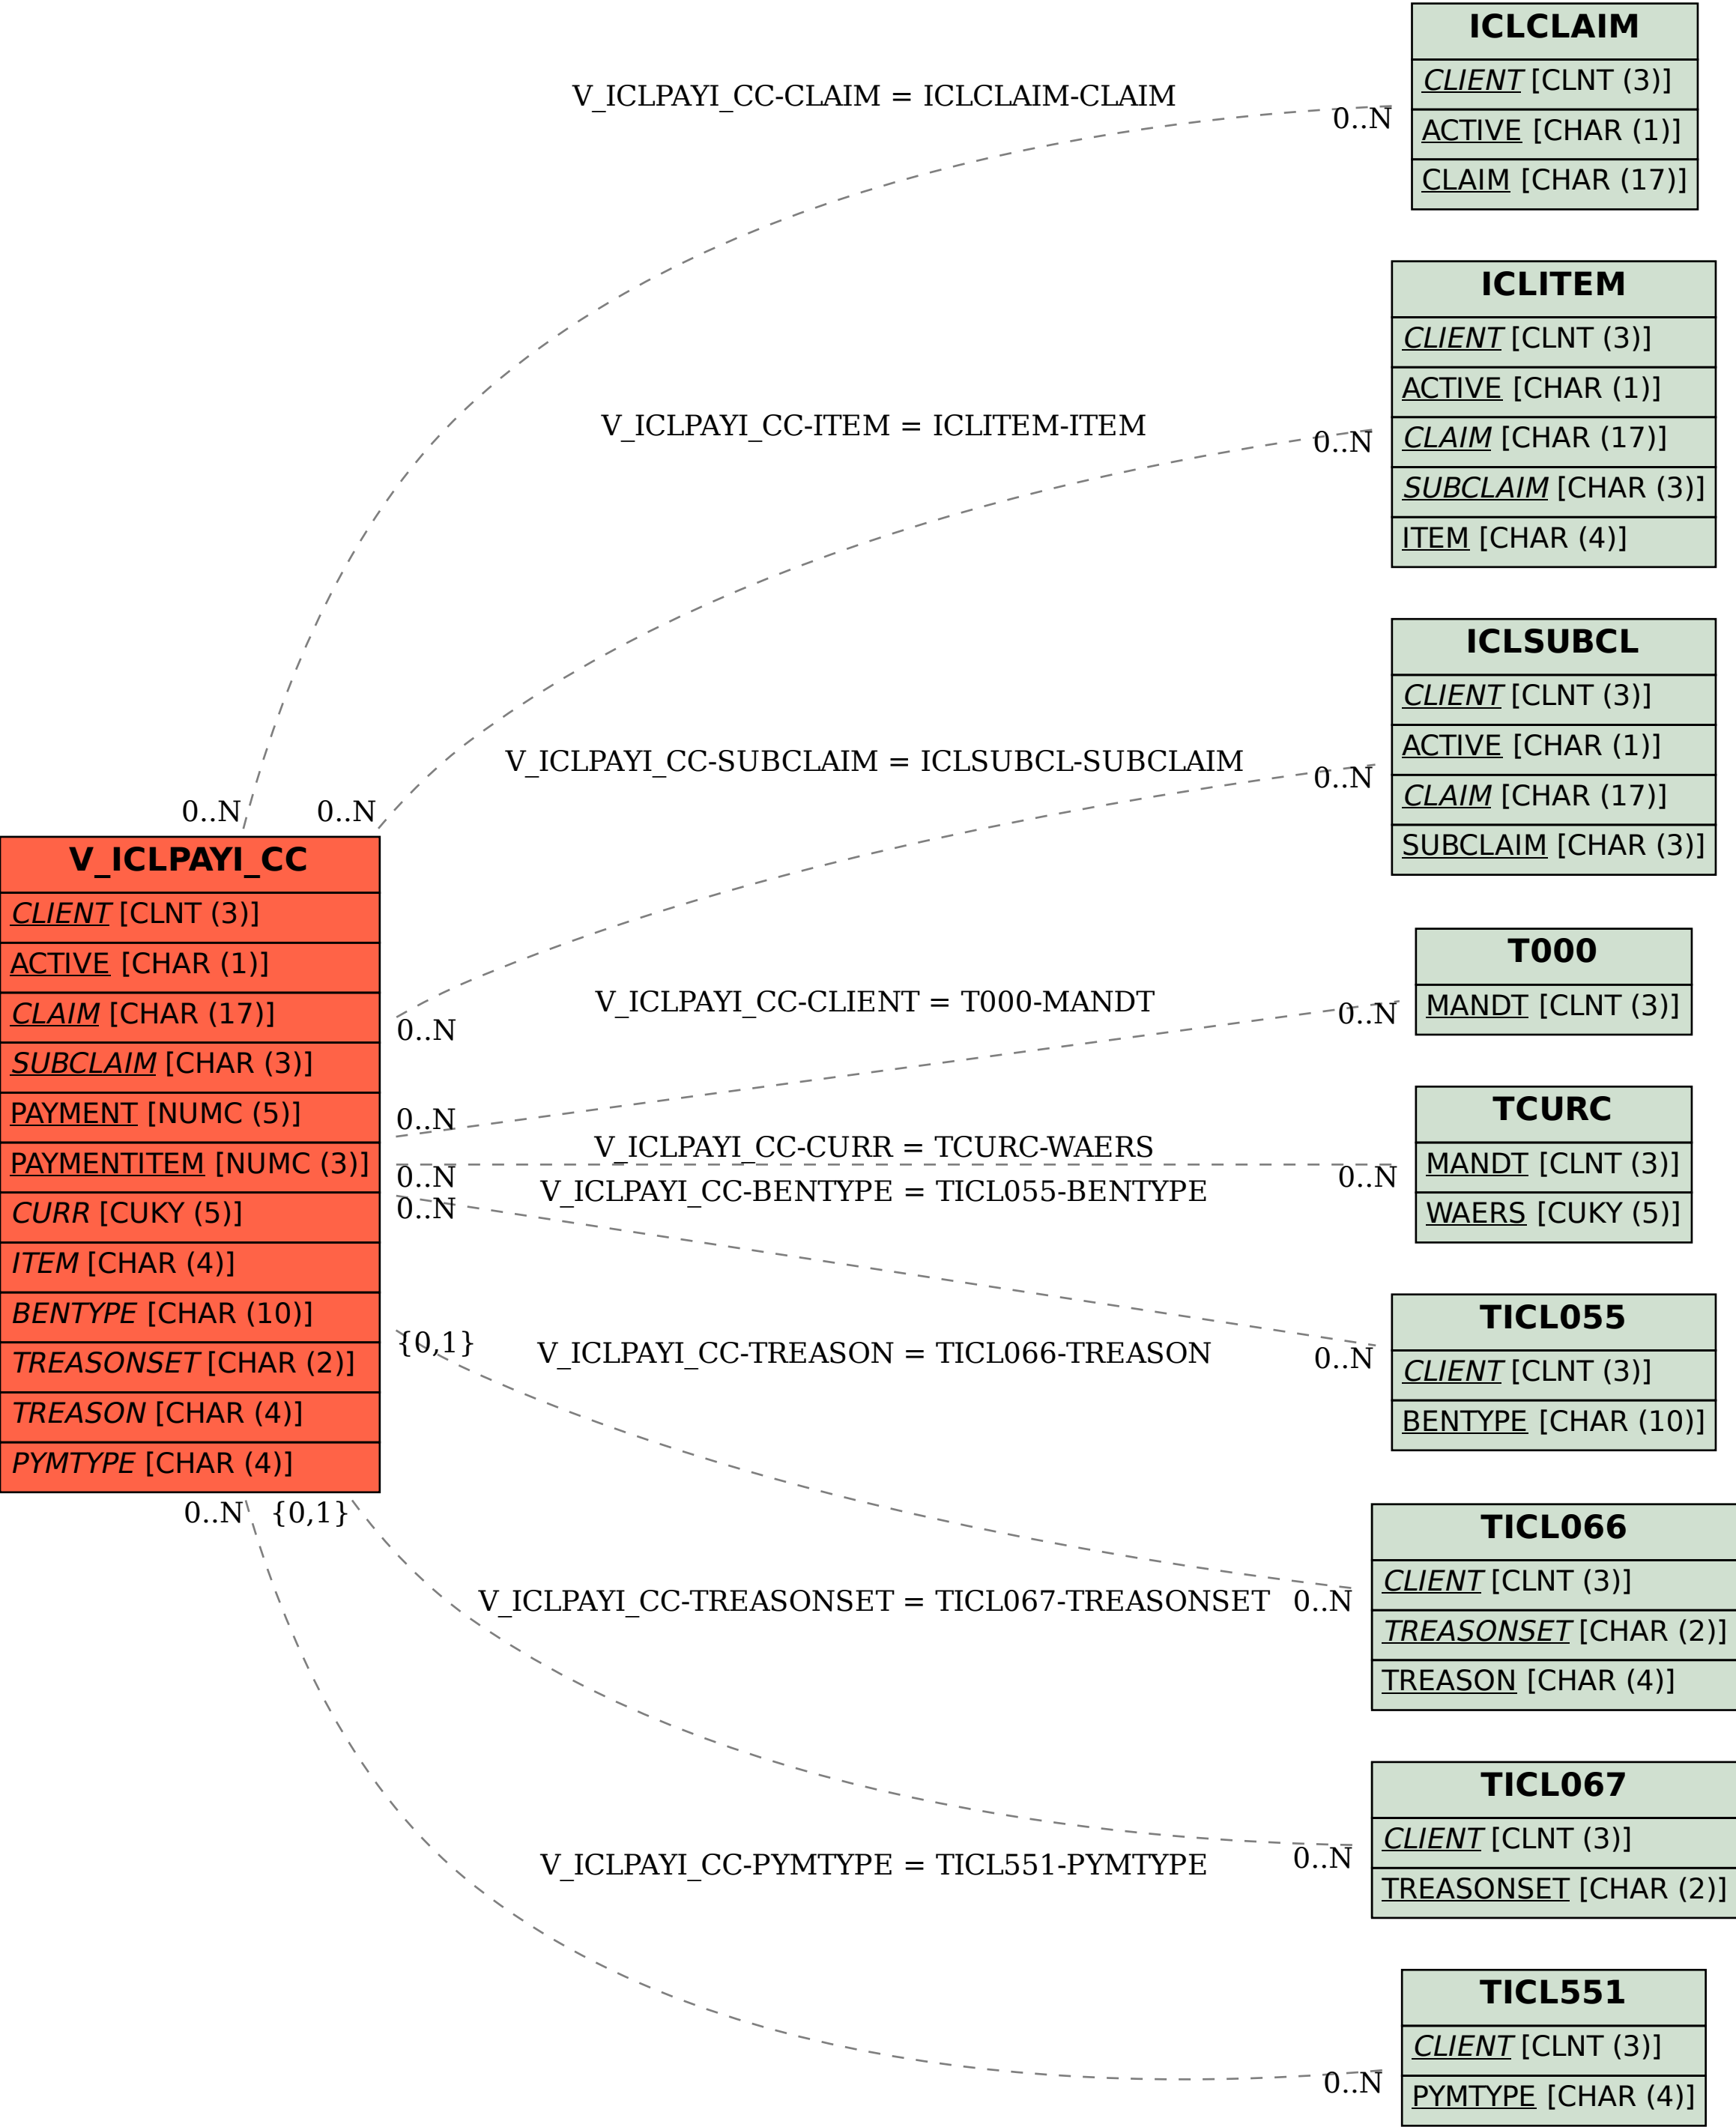 ICLCLAIM
CLIENT [CLNT (3)]
ACTIVE [CHAR (1)]
CLAIM [CHAR (17)]
V_ICLPAYI_CC-CLAIM = ICLCLAIM-CLAIM
0..N
ICLITEM
CLIENT [CLNT (3)]
ACTIVE [CHAR (1)]
CLAIM [CHAR (17)]
SUBCLAIM [CHAR (3)]
ITEM [CHAR (4)]
V_ICLPAYI_CC-ITEM = ICLITEM-ITEM
0..N
ICLSUBCL
CLIENT [CLNT (3)]
ACTIVE [CHAR (1)]
CLAIM [CHAR (17)]
SUBCLAIM [CHAR (3)]
V_ICLPAYI_CC-SUBCLAIM = ICLSUBCL-SUBCLAIM
0..N
0..N
0..N
V_ICLPAYI_CC
CLIENT [CLNT (3)]
ACTIVE [CHAR (1)]
CLAIM [CHAR (17)]
SUBCLAIM [CHAR (3)]
PAYMENT [NUMC (5)]
PAYMENTITEM [NUMC (3)]
CURR [CUKY (5)]
ITEM [CHAR (4)]
BENTYPE [CHAR (10)]
TREASONSET [CHAR (2)]
TREASON [CHAR (4)]
PYMTYPE [CHAR (4)]
0..N
V_ICLPAYI_CC-CLIENT = T000-MANDT
0..N
T000
MANDT [CLNT (3)]
0..N
V_ICLPAYI_CC-CURR = TCURC-WAERS
0..N
0..N
TCURC
MANDT [CLNT (3)]
WAERS [CUKY (5)]
V_ICLPAYI_CC-BENTYPE = TICL055-BENTYPE
0..N
0..N
TICL055
CLIENT [CLNT (3)]
BENTYPE [CHAR (10)]
{0,1}
V_ICLPAYI_CC-TREASON = TICL066-TREASON
0..N
TICL066
CLIENT [CLNT (3)]
TREASONSET [CHAR (2)]
TREASON [CHAR (4)]
0..N
{0,1}
V_ICLPAYI_CC-TREASONSET = TICL067-TREASONSET
0..N
TICL067
CLIENT [CLNT (3)]
TREASONSET [CHAR (2)]
V_ICLPAYI_CC-PYMTYPE = TICL551-PYMTYPE
0..N
TICL551
CLIENT [CLNT (3)]
PYMTYPE [CHAR (4)]